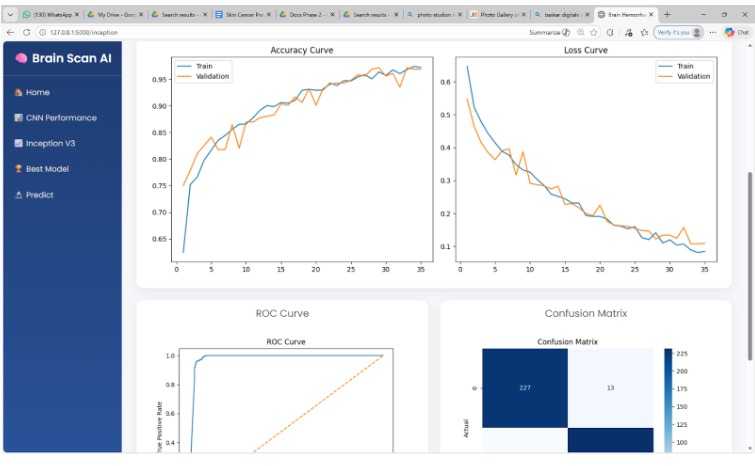 (130) WhatsApp
My Drive - Goo
Search results -
Skin Cancer Pre
Docs Phase 2 -
Search results -
photo studion
Photo Gallery
baskar digitals
Brain Hemorrh
127.0.0.1:5000/inception
Summarize
Verify it's you
Chat
Brain Scan AI
Home
CNN Performance
Inception V3
Best Model
Predict
Accuracy Curve
Train
Validation
0.95
0.90
0.85
0.80
0.75
0.70
0.65
0 5 10 15 20 25 30 35
Loss Curve
Train
Validation
0.6
0.5
0.4
0.3
0.2
0.1
0 5 10 15 20 25 30 35
ROC Curve
ROC Curve
1.0
0.8
0.6
0.4
True Positive Rate
Confusion Matrix
Confusion Matrix
227 13
0
Actual
225
200
175
150
125
100